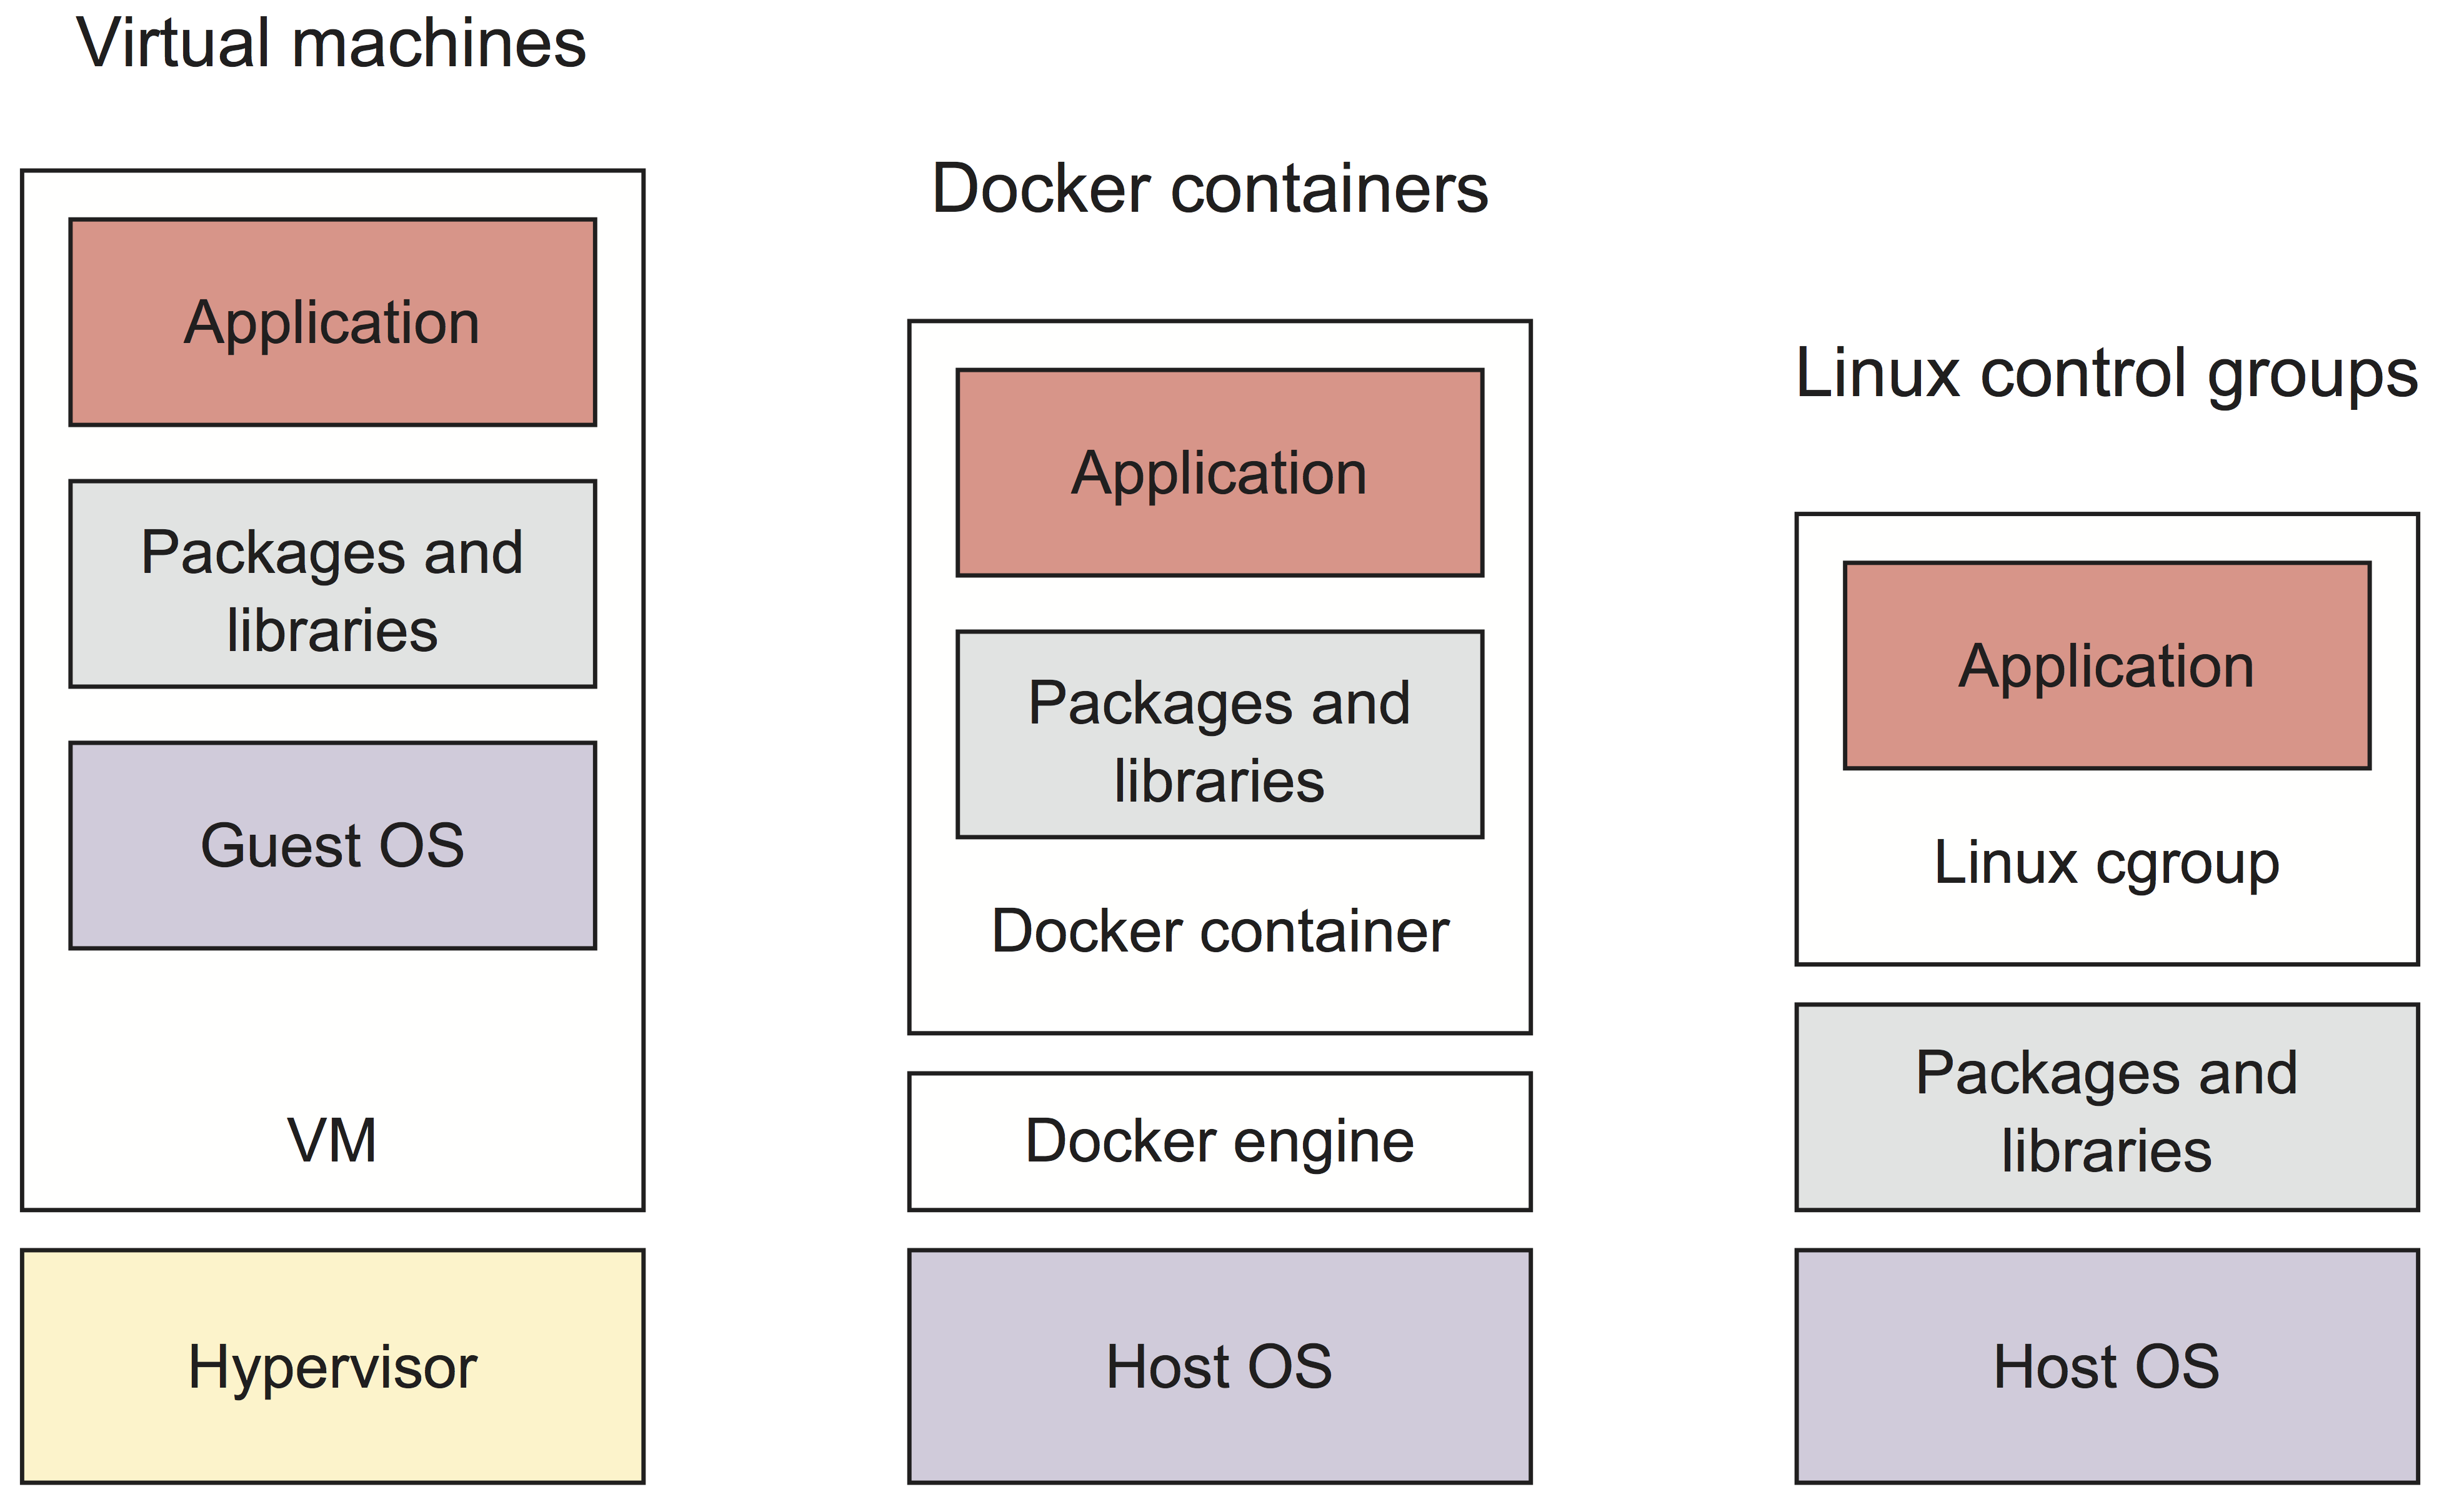 Virtual machines
Application
Packages and
libraries
Guest OS
VM
Hypervisor
Docker containers
Application
Packages and
libraries
Docker container
Docker engine
Host OS
Linux control groups
Application
Linux cgroup
Packages and
libraries
Host OS